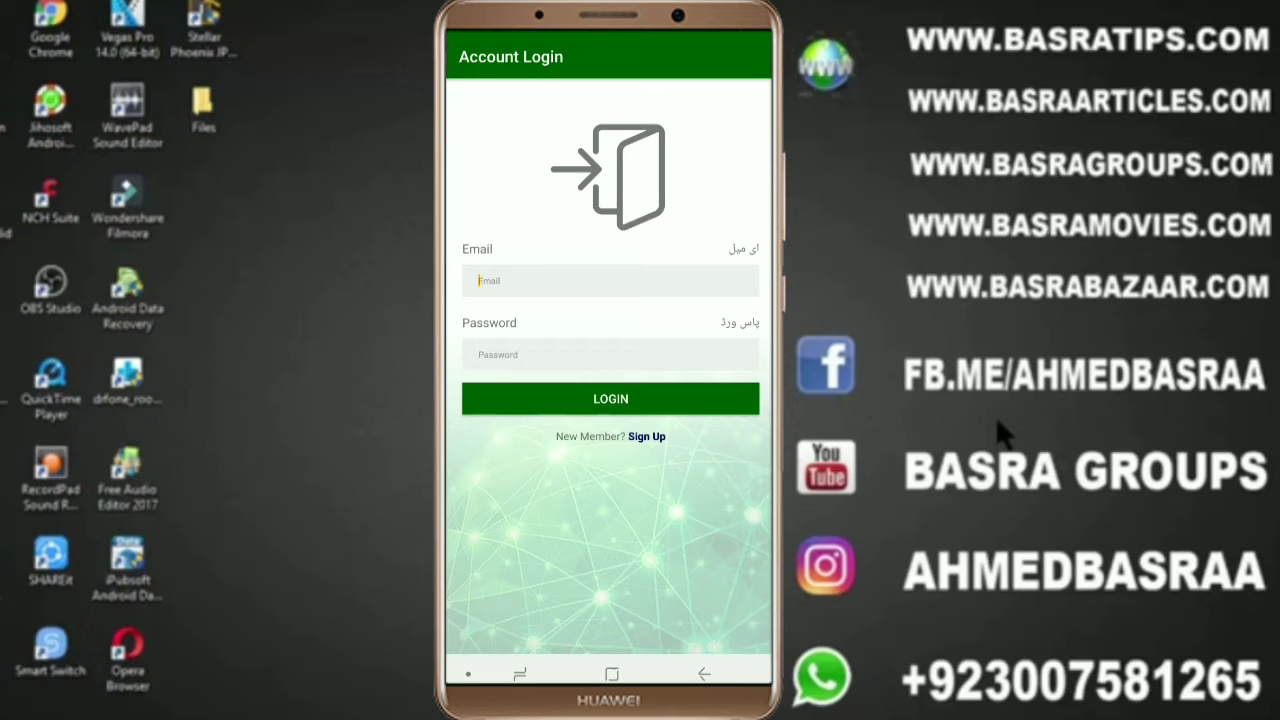 Google
Chrome
Vegas Pro
14.0 (64-bit)
Stellar
Phoenix JP...
Jihosoft
Androi...
WavePad
Sound Editor
Files
NCH Suite
Wondershare
Filmora
OBS Studio
Android Data
Recovery
QuickTime
Player
drfone_roo...
RecordPad
Sound R...
Free Audio
Editor 2017
SHAREit
iPubsoft
Android Da...
Smart Switch
Opera
Browser
Account Login
Email ای میل
Email
Password پاس ورڈ
Password
LOGIN
New Member? Sign Up
HUAWEI
WWW
WWW.BASRATIPS.COM
WWW.BASRAARTICLES.COM
WWW.BASRAGROUPS.COM
WWW.BASRAMOVIES.COM
WWW.BASRABAZAAR.COM
f
FB.ME/AHMEDBASRAA
You
Tube
BASRA GROUPS
AHMEDBASRAA
+923007581265